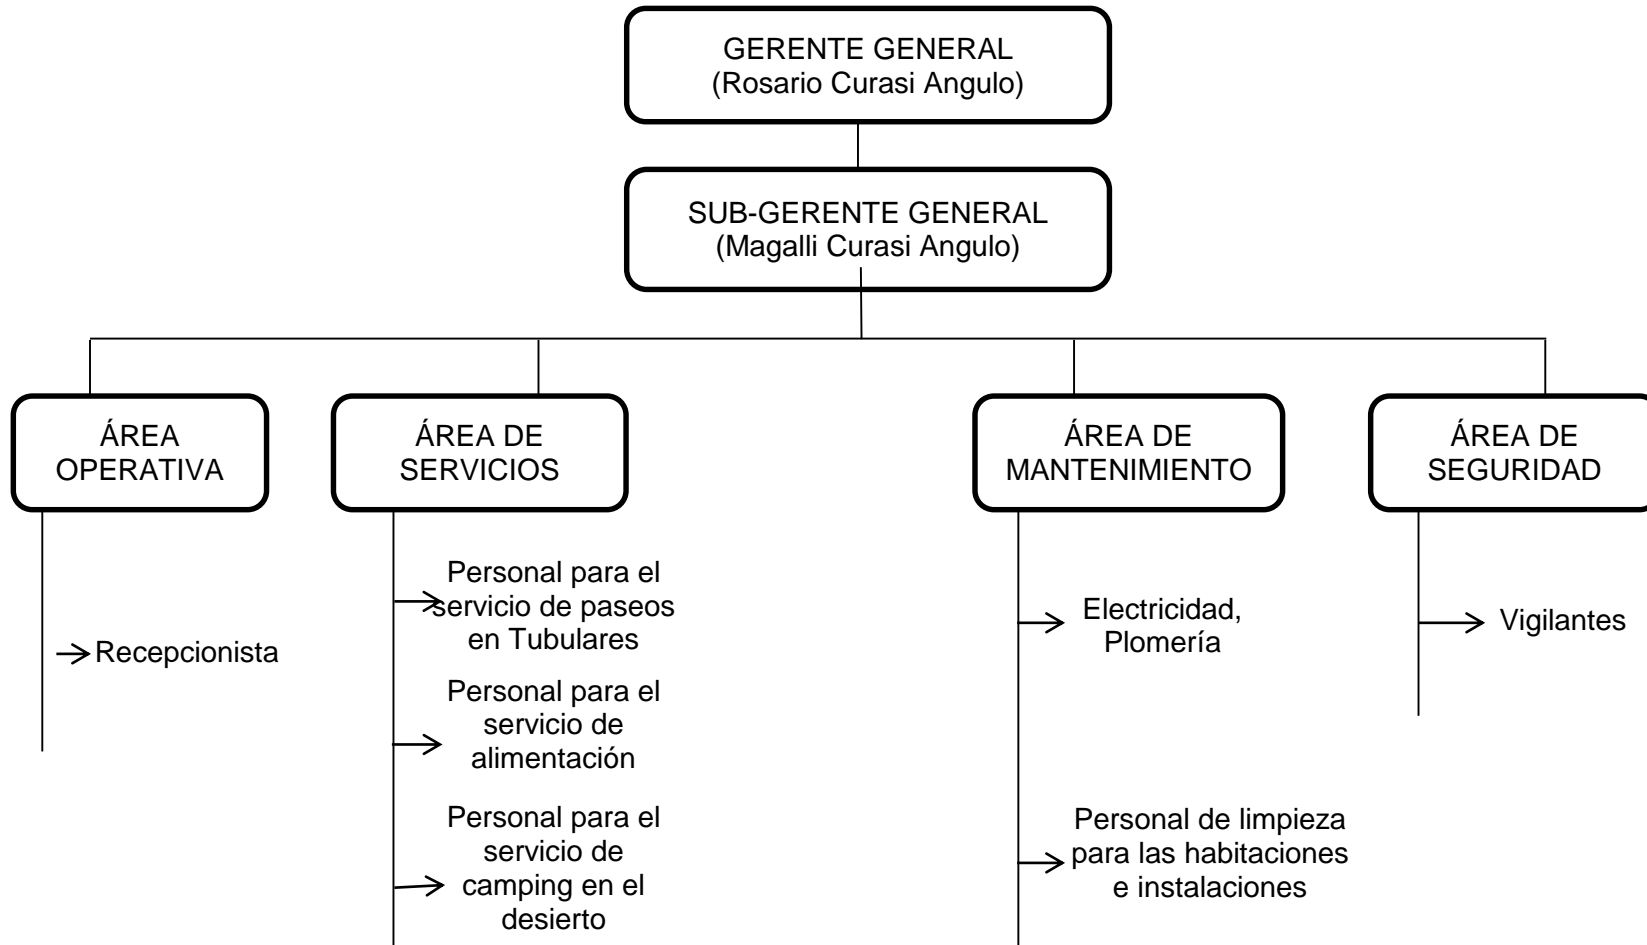 GERENTE GENERAL
(Rosario Curasi Angulo)
SUB-GERENTE GENERAL
(Magalli Curasi Angulo)
ÁREA
OPERATIVA
ÁREA DE
SERVICIOS
ÁREA DE
MANTENIMIENTO
ÁREA DE
SEGURIDAD
Recepcionista
Personal para el
servicio de paseos
en Tubulares
Personal para el
servicio de
alimentación
Personal para el
servicio de
camping en el
desierto
Electricidad,
Plomería
Personal de limpieza
para las habitaciones
e instalaciones
Vigilantes